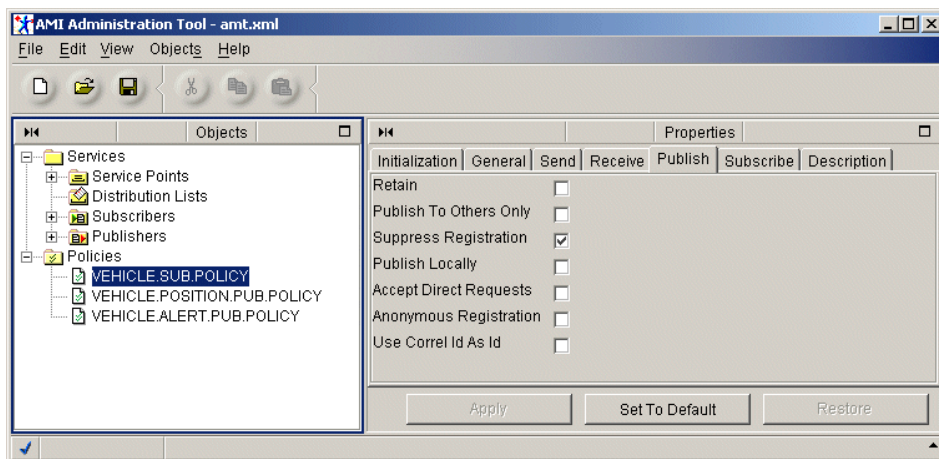 AMI Administration Tool - amt.xml
File Edit View Objects Help
Objects
Services
Service Points
Distribution Lists
Subscribers
Publishers
Policies
VEHICLE.SUB.POLICY
VEHICLE.POSITION.PUB.POLICY
VEHICLE.ALERT.PUB.POLICY
Properties
Initialization General Send Receive Publish Subscribe Description
Retain
Publish To Others Only
Suppress Registration
Publish Locally
Accept Direct Requests
Anonymous Registration
Use Correl Id As Id
Apply Set To Default Restore